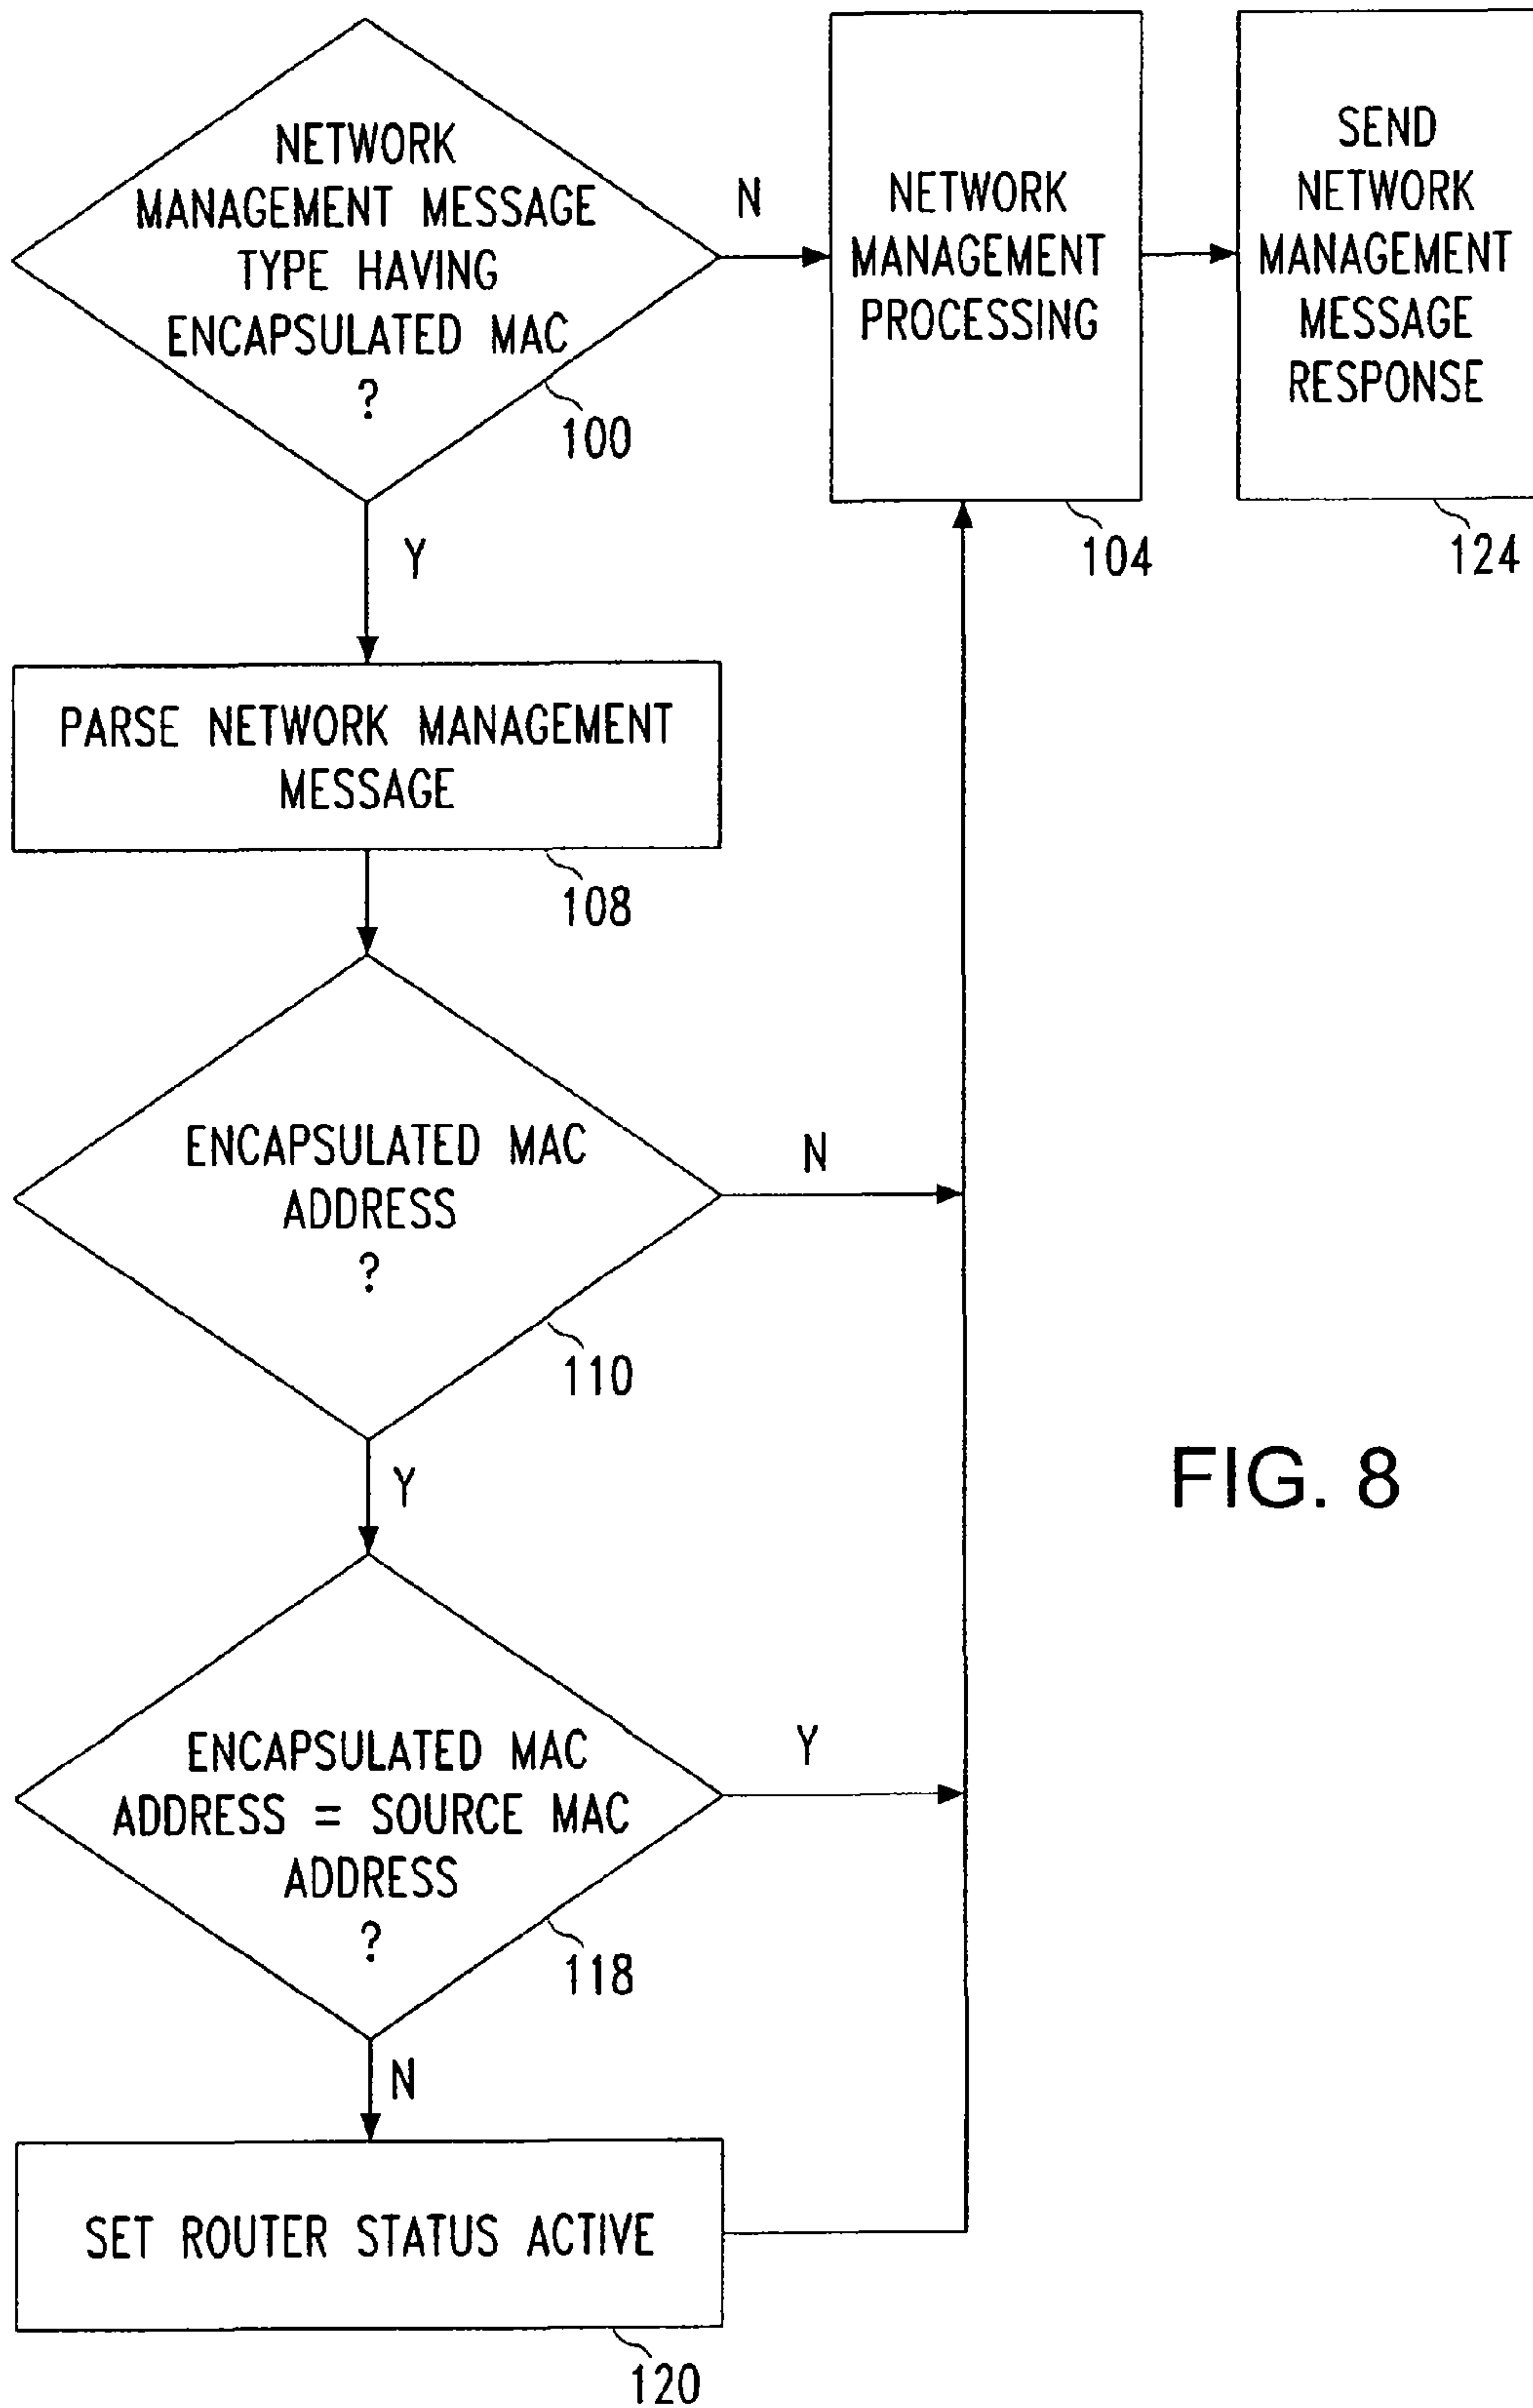 NETWORK
MANAGEMENT MESSAGE
TYPE HAVING
ENCAPSULATED MAC
?
100
N
NETWORK
MANAGEMENT
PROCESSING
104
SEND
NETWORK
MANAGEMENT
MESSAGE
RESPONSE
124
Y
PARSE NETWORK MANAGEMENT
MESSAGE
108
ENCAPSULATED MAC
ADDRESS
?
110
N
Y
ENCAPSULATED MAC
ADDRESS = SOURCE MAC
ADDRESS
?
118
Y
N
SET ROUTER STATUS ACTIVE
120
FIG. 8